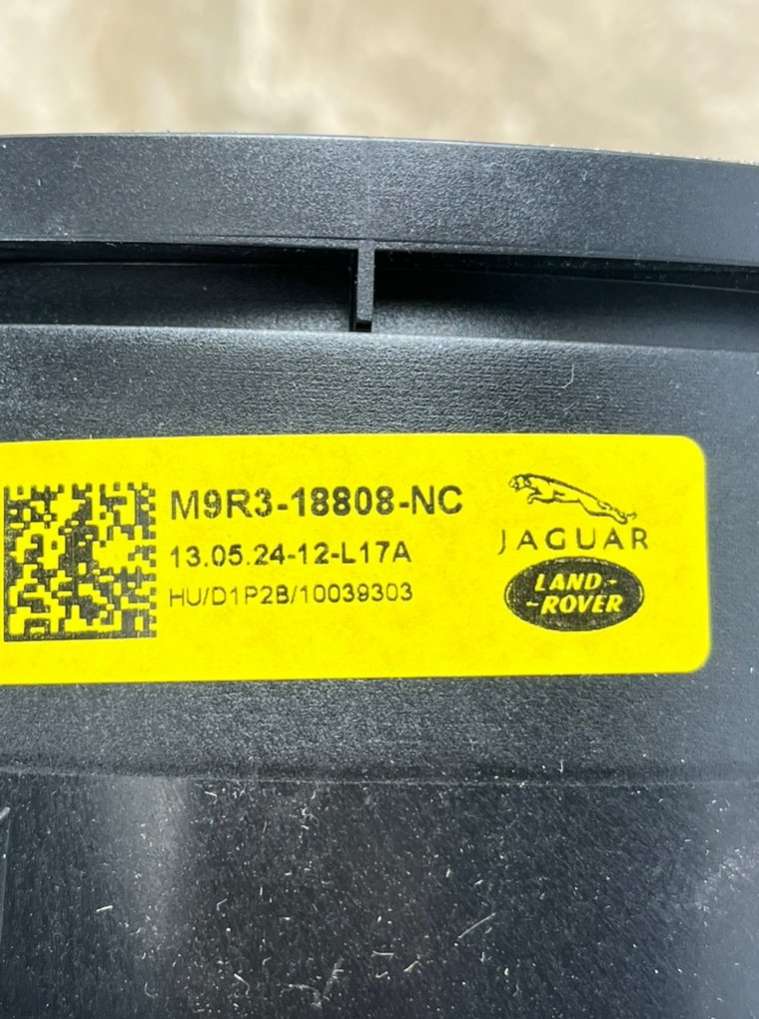 M9R3-18808-NC
13.05.24-12-L17A
HU/D1P2B/10039303
JAGUAR
LAND-
-ROVER